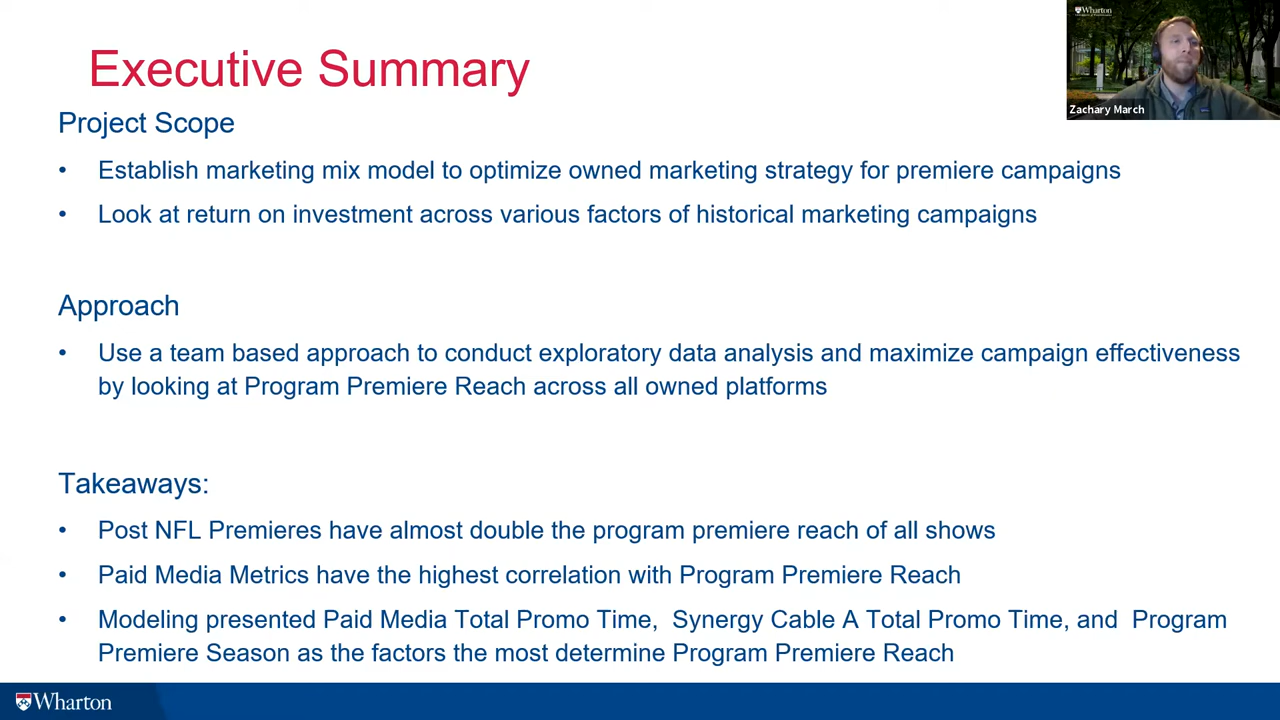 Executive Summary
Wharton
Zachary March
Project Scope
• Establish marketing mix model to optimize owned marketing strategy for premiere campaigns
• Look at return on investment across various factors of historical marketing campaigns
Approach
• Use a team based approach to conduct exploratory data analysis and maximize campaign effectiveness
by looking at Program Premiere Reach across all owned platforms
Takeaways:
• Post NFL Premieres have almost double the program premiere reach of all shows
• Paid Media Metrics have the highest correlation with Program Premiere Reach
• Modeling presented Paid Media Total Promo Time, Synergy Cable A Total Promo Time, and Program
Premiere Season as the factors the most determine Program Premiere Reach
Wharton